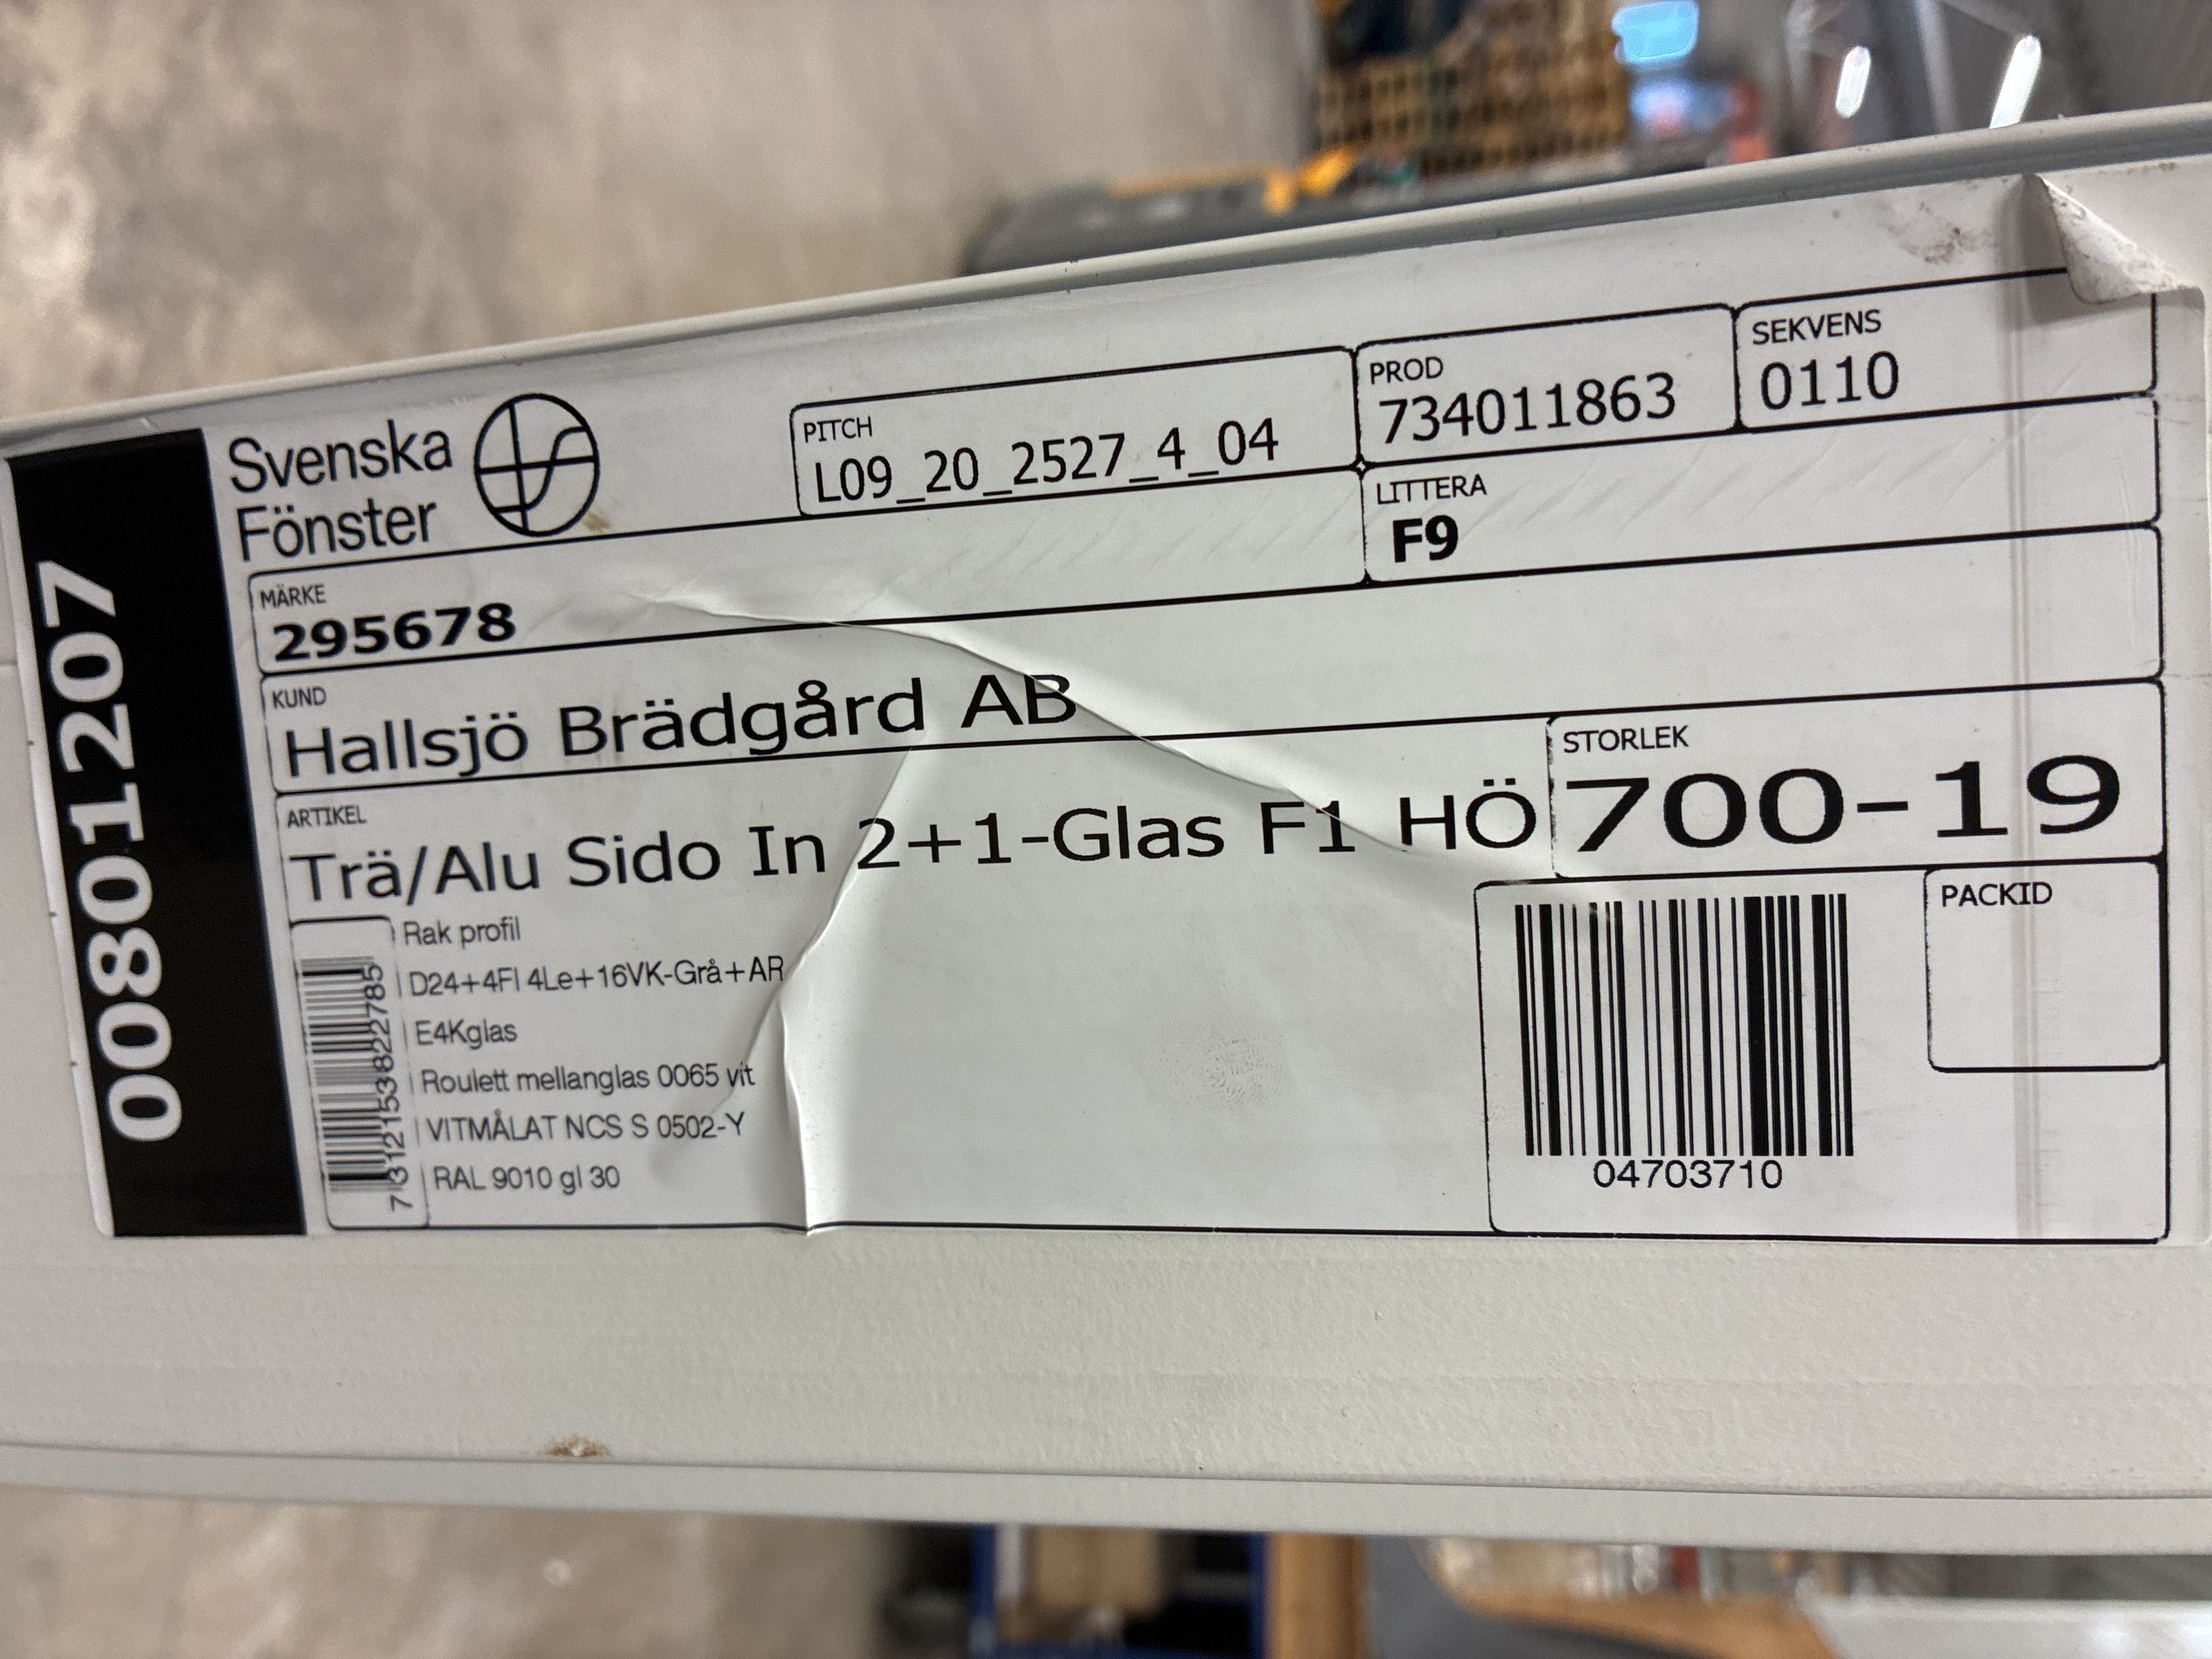 00801207
Svenska
Fönster
PITCH
L09_20_2527_4_04
PROD
734011863
SEKVENS
0110
LITTERA
F9
MÄRKE
295678
KUND
Hallsjö Brädgård AB
ARTIKEL
Trä/Alu Sido In 2+1-Glas F1 HÖ
STORLEK
700-19
Rak profil
D24+4Fl 4Le+16VK-Grå+AR
E4Kglas
Roulett mellanglas 0065 vit
VITMÅLAT NCS S 0502-Y
RAL 9010 gl 30
7312153822785
04703710
PACKID